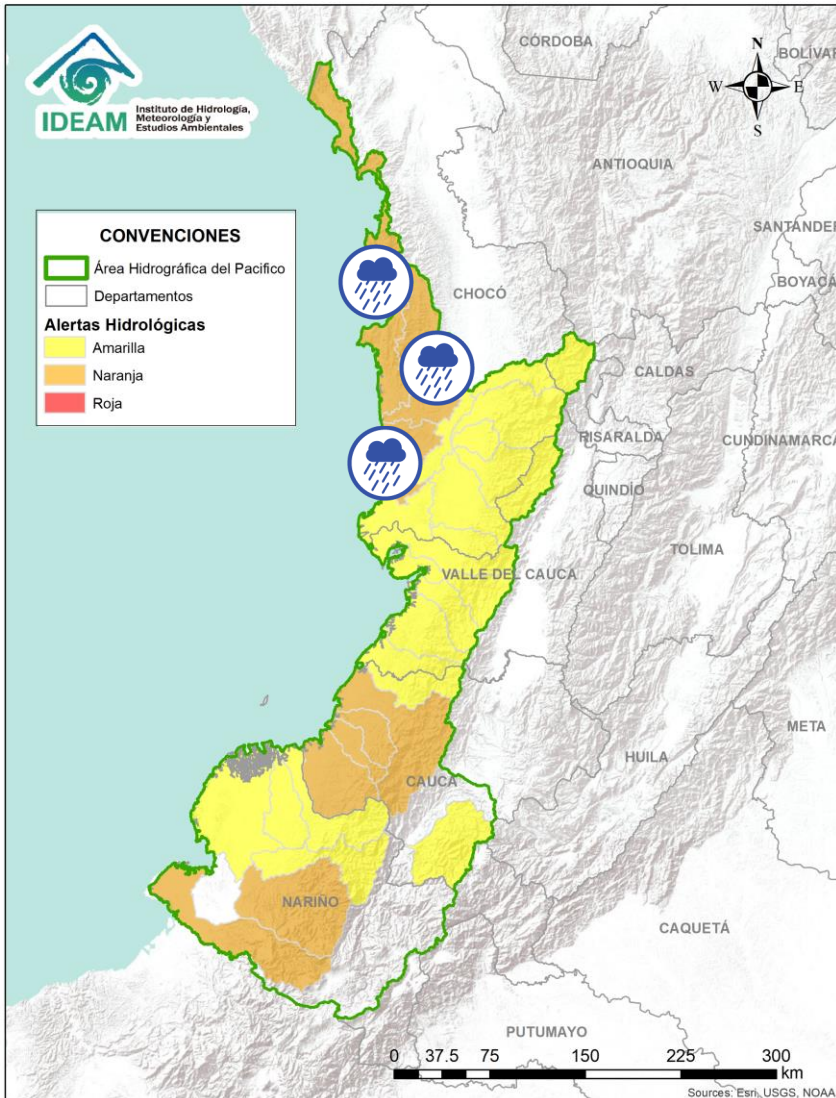 IDEAM
Instituto de Hidrología,
Meteorología y
Estudios Ambientales
N
W
E
S
CÓRDOBA
BOLÍVAR
ANTIOQUIA
SANTANDER
BOYACÁ
CONVENCIONES
Área Hidrográfica del Pacifico
Departamentos
Alertas Hidrológicas
Amarilla
Naranja
Roja
CHOCÓ
CALDAS
RISARALDA
CUNDINAMARCA
QUINDÍO
TOLIMA
VALLE DEL CAUCA
META
HUILA
CAUCA
NARIÑO
CAQUETÁ
PUTUMAYO
0 37.5 75 150 225 300
km
Sources: Esri, USGS, NOAA